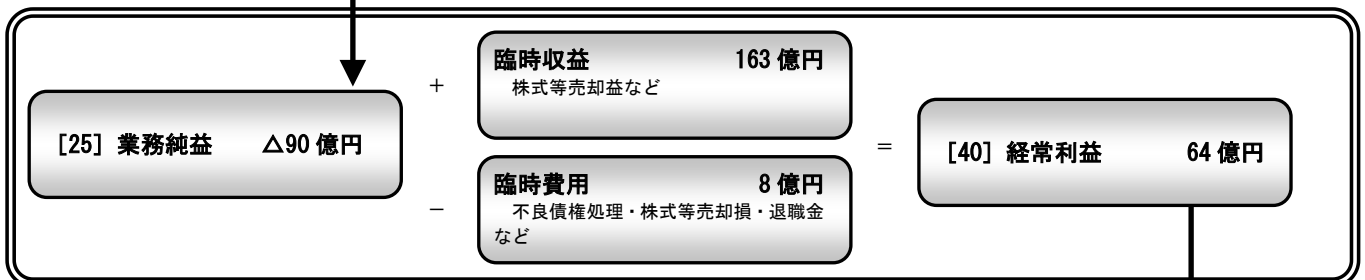 [25] 業務純益 △90 億円
＋
臨時収益 163 億円
株式等売却益など
－
臨時費用 8 億円
不良債権処理・株式等売却損・退職金
など
＝
[40] 経常利益 64 億円